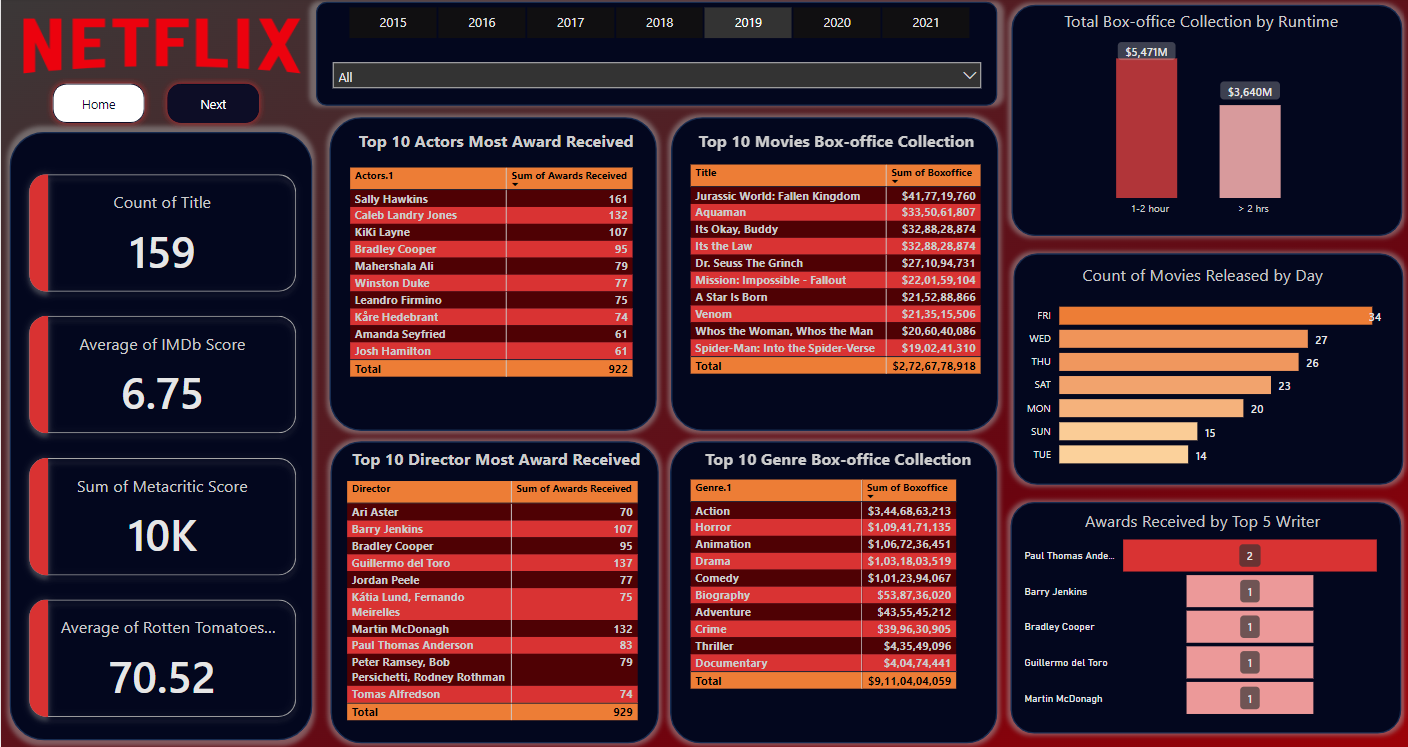 NETFLIX
Home
Next
2015 2016 2017 2018 2019 2020 2021
All
Count of Title
159
Average of IMDb Score
6.75
Sum of Metacritic Score
10K
Average of Rotten Tomatoes...
70.52
Top 10 Actors Most Award Received
Actors.1 Sum of Awards Received
Sally Hawkins 161
Caleb Landry Jones 132
KiKi Layne 107
Bradley Cooper 95
Mahershala Ali 79
Winston Duke 77
Leandro Firmino 75
Kåre Hedebrant 74
Amanda Seyfried 61
Josh Hamilton 61
Total 922
Top 10 Movies Box-office Collection
Title Sum of Boxoffice
Jurassic World: Fallen Kingdom $41,77,19,760
Aquaman $33,50,61,807
Its Okay, Buddy $32,88,28,874
Its the Law $32,88,28,874
Dr. Seuss The Grinch $27,10,94,731
Mission: Impossible - Fallout $22,01,59,104
A Star Is Born $21,52,88,866
Venom $21,35,15,506
Whos the Woman, Whos the Man $20,60,40,086
Spider-Man: Into the Spider-Verse $19,02,41,310
Total $2,72,67,78,918
Top 10 Director Most Award Received
Director Sum of Awards Received
Ari Aster 70
Barry Jenkins 107
Bradley Cooper 95
Guillermo del Toro 137
Jordan Peele 77
Kátia Lund, Fernando 75
Meirelles
Martin McDonagh 132
Paul Thomas Anderson 83
Peter Ramsey, Bob 79
Persichetti, Rodney Rothman
Tomas Alfredson 74
Total 929
Top 10 Genre Box-office Collection
Genre.1 Sum of Boxoffice
Action $3,44,68,63,213
Horror $1,09,41,71,135
Animation $1,06,72,36,451
Drama $1,03,18,03,519
Comedy $1,01,23,94,067
Biography $53,87,36,020
Adventure $43,55,45,212
Crime $39,96,30,905
Thriller $4,35,49,096
Documentary $4,04,74,441
Total $9,11,04,04,059
Total Box-office Collection by Runtime
$5,471M
$3,640M
1-2 hour > 2 hrs
Count of Movies Released by Day
FRI 34
WED 27
THU 26
SAT 23
MON 20
SUN 15
TUE 14
Awards Received by Top 5 Writer
Paul Thomas Ande... 2
Barry Jenkins 1
Bradley Cooper 1
Guillermo del Toro 1
Martin McDonagh 1